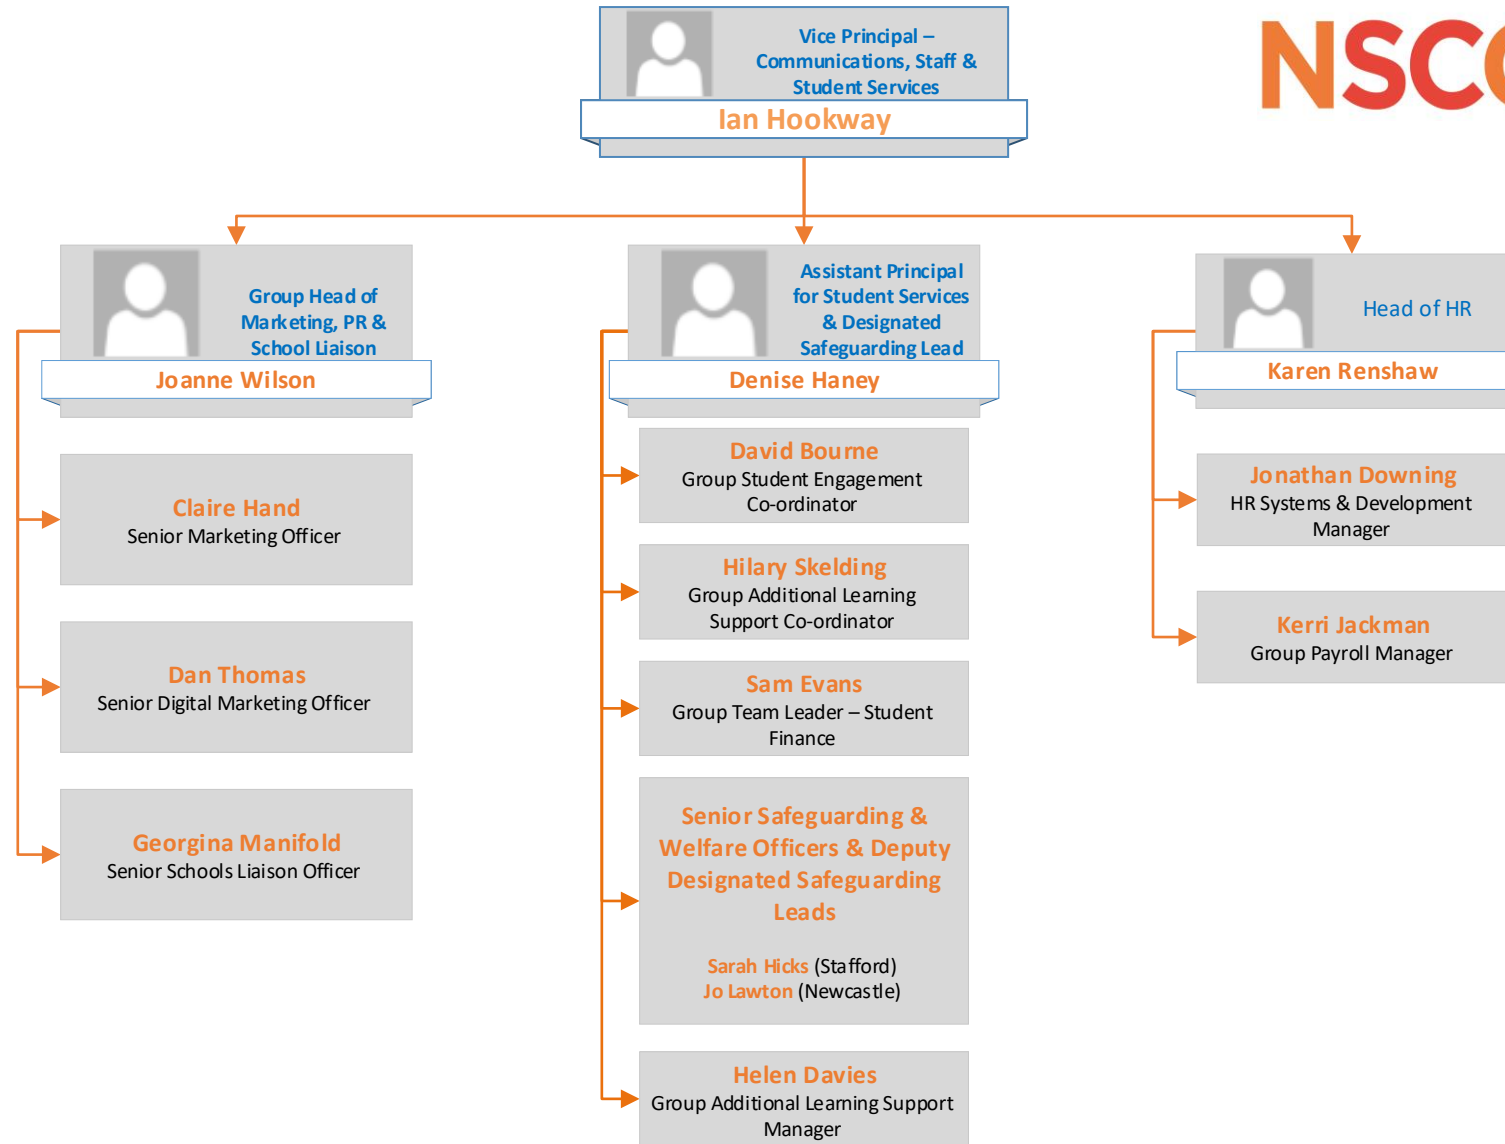 Vice Principal –
Communications, Staff &
Student Services
Ian Hookway
NSC
Group Head of
Marketing, PR &
School Liaison
Joanne Wilson
Claire Hand
Senior Marketing Officer
Dan Thomas
Senior Digital Marketing Officer
Georgina Manifold
Senior Schools Liaison Officer
Assistant Principal
for Student Services
& Designated
Safeguarding Lead
Denise Haney
David Bourne
Group Student Engagement
Co-ordinator
Hilary Skelding
Group Additional Learning
Support Co-ordinator
Sam Evans
Group Team Leader – Student
Finance
Senior Safeguarding &
Welfare Officers & Deputy
Designated Safeguarding
Leads
Sarah Hicks (Stafford)
Jo Lawton (Newcastle)
Helen Davies
Group Additional Learning Support
Manager
Head of HR
Karen Renshaw
Jonathan Downing
HR Systems & Development
Manager
Kerri Jackman
Group Payroll Manager